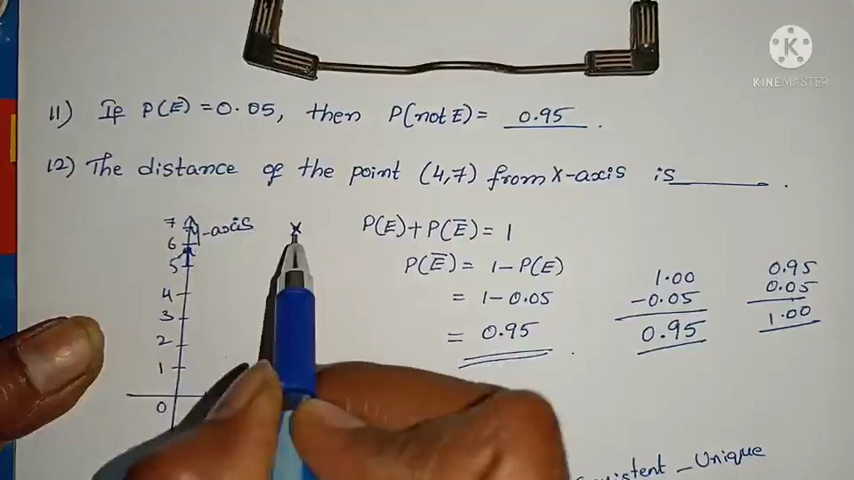 KINEMASTER
11) If P(E) = 0.05, then P(not E) = 0.95 .
12) The distance of the point (4,7) from X-axis is ______ .
7
Y-axis
6
5
4
3
2
1
0
P(E) + P(E̅) = 1
P(E̅) = 1 - P(E)
= 1 - 0.05
= 0.95
1.00
-0.05
0.95
0.95
0.05
1.00
- Unique